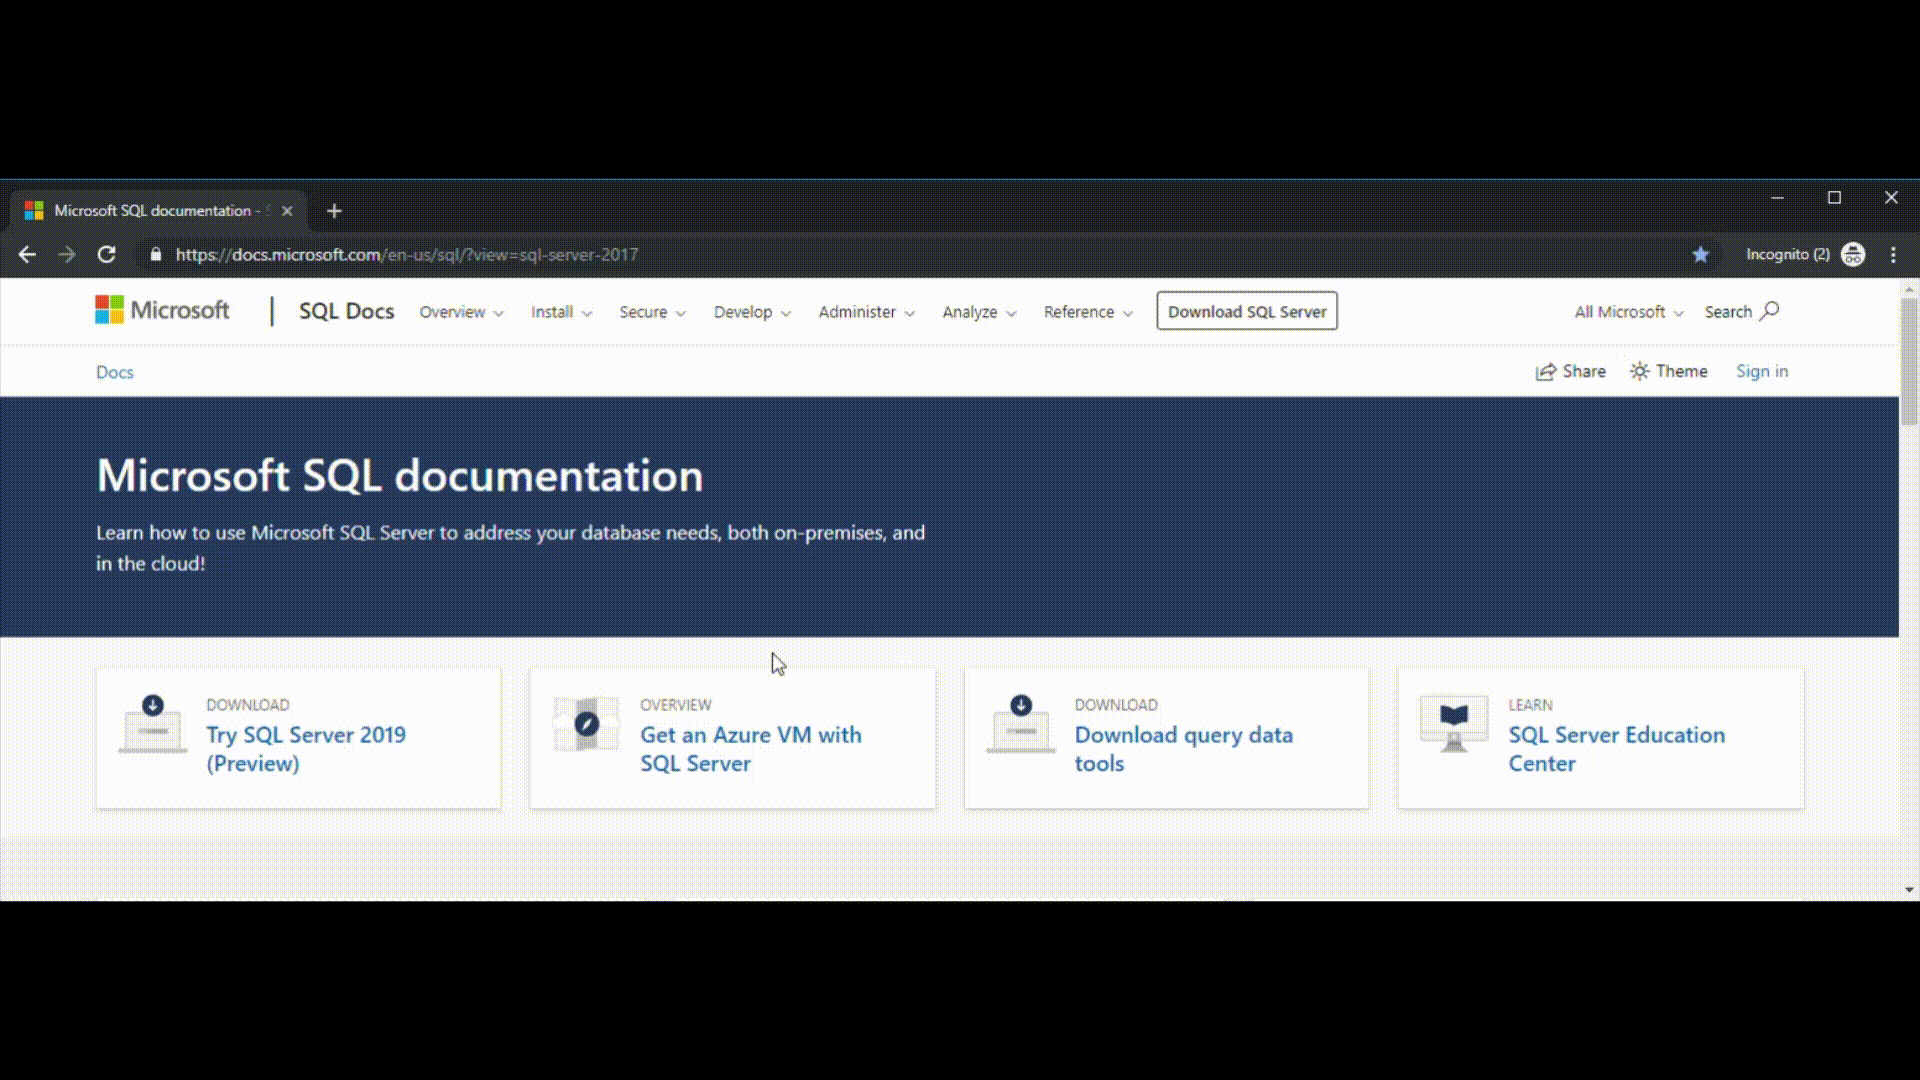 Microsoft SQL documentation -
https://docs.microsoft.com/en-us/sql/?view=sql-server-2017
Incognito (2)
Microsoft
SQL Docs Overview Install Secure Develop Administer Analyze Reference Download SQL Server All Microsoft Search
Docs
Share Theme Sign in
Microsoft SQL documentation
Learn how to use Microsoft SQL Server to address your database needs, both on-premises, and
in the cloud!
DOWNLOAD
Try SQL Server 2019
(Preview)
OVERVIEW
Get an Azure VM with
SQL Server
DOWNLOAD
Download query data
tools
LEARN
SQL Server Education
Center